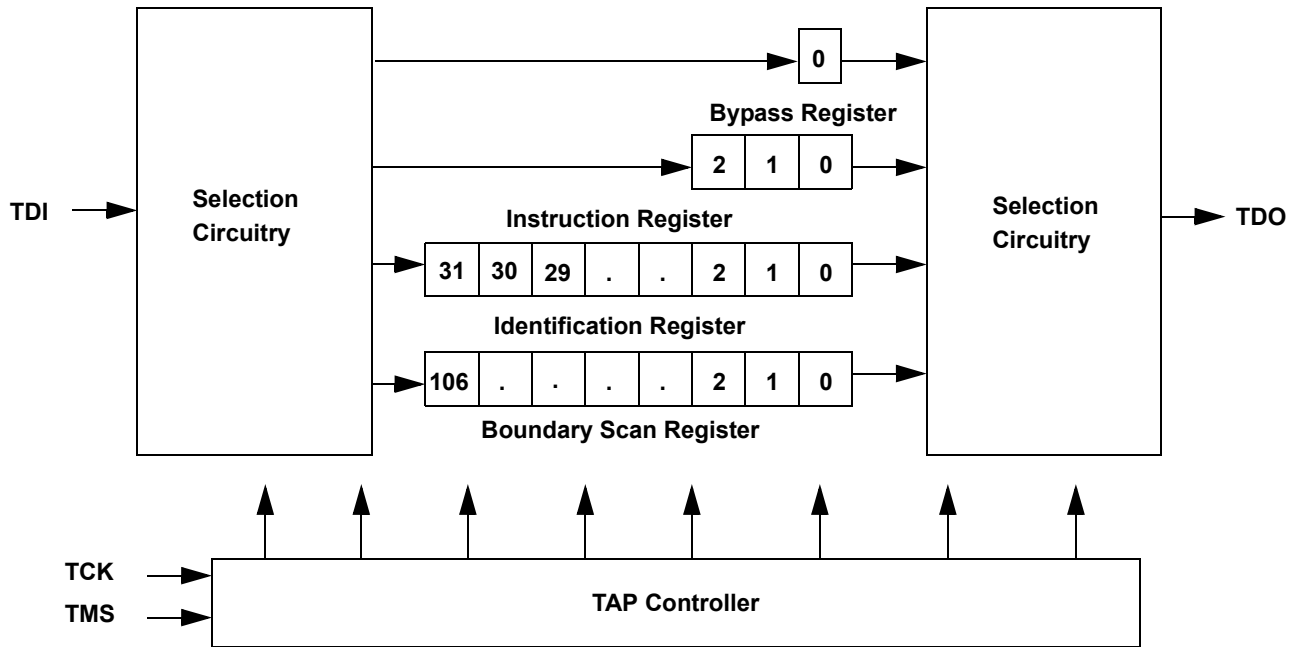 0
Bypass Register
2 1 0
Selection
Circuitry
Selection
Circuitry
TDI
TDO
Instruction Register
31 30 29 . . 2 1 0
Identification Register
106 . . . . 2 1 0
Boundary Scan Register
TCK
TMS
TAP Controller